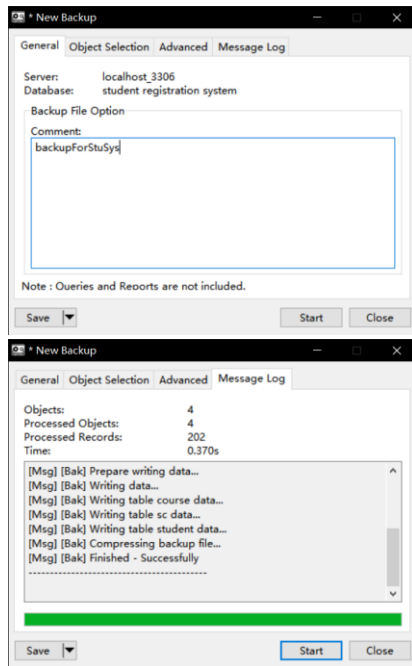 * New Backup
General Object Selection Advanced Message Log
Server: localhost_3306
Database: student registration system
Backup File Option
Comment:
backupForStuSys
Note : Queries and Reports are not included.
Save Start Close
* New Backup
General Object Selection Advanced Message Log
Objects: 4
Processed Objects: 4
Processed Records: 202
Time: 0.370s
[Msg] [Bak] Prepare writing data...
[Msg] [Bak] Writing data...
[Msg] [Bak] Writing table course data...
[Msg] [Bak] Writing table sc data...
[Msg] [Bak] Writing table student data...
[Msg] [Bak] Compressing backup file...
[Msg] [Bak] Finished - Successfully
--------------------------------------------
Save Start Close